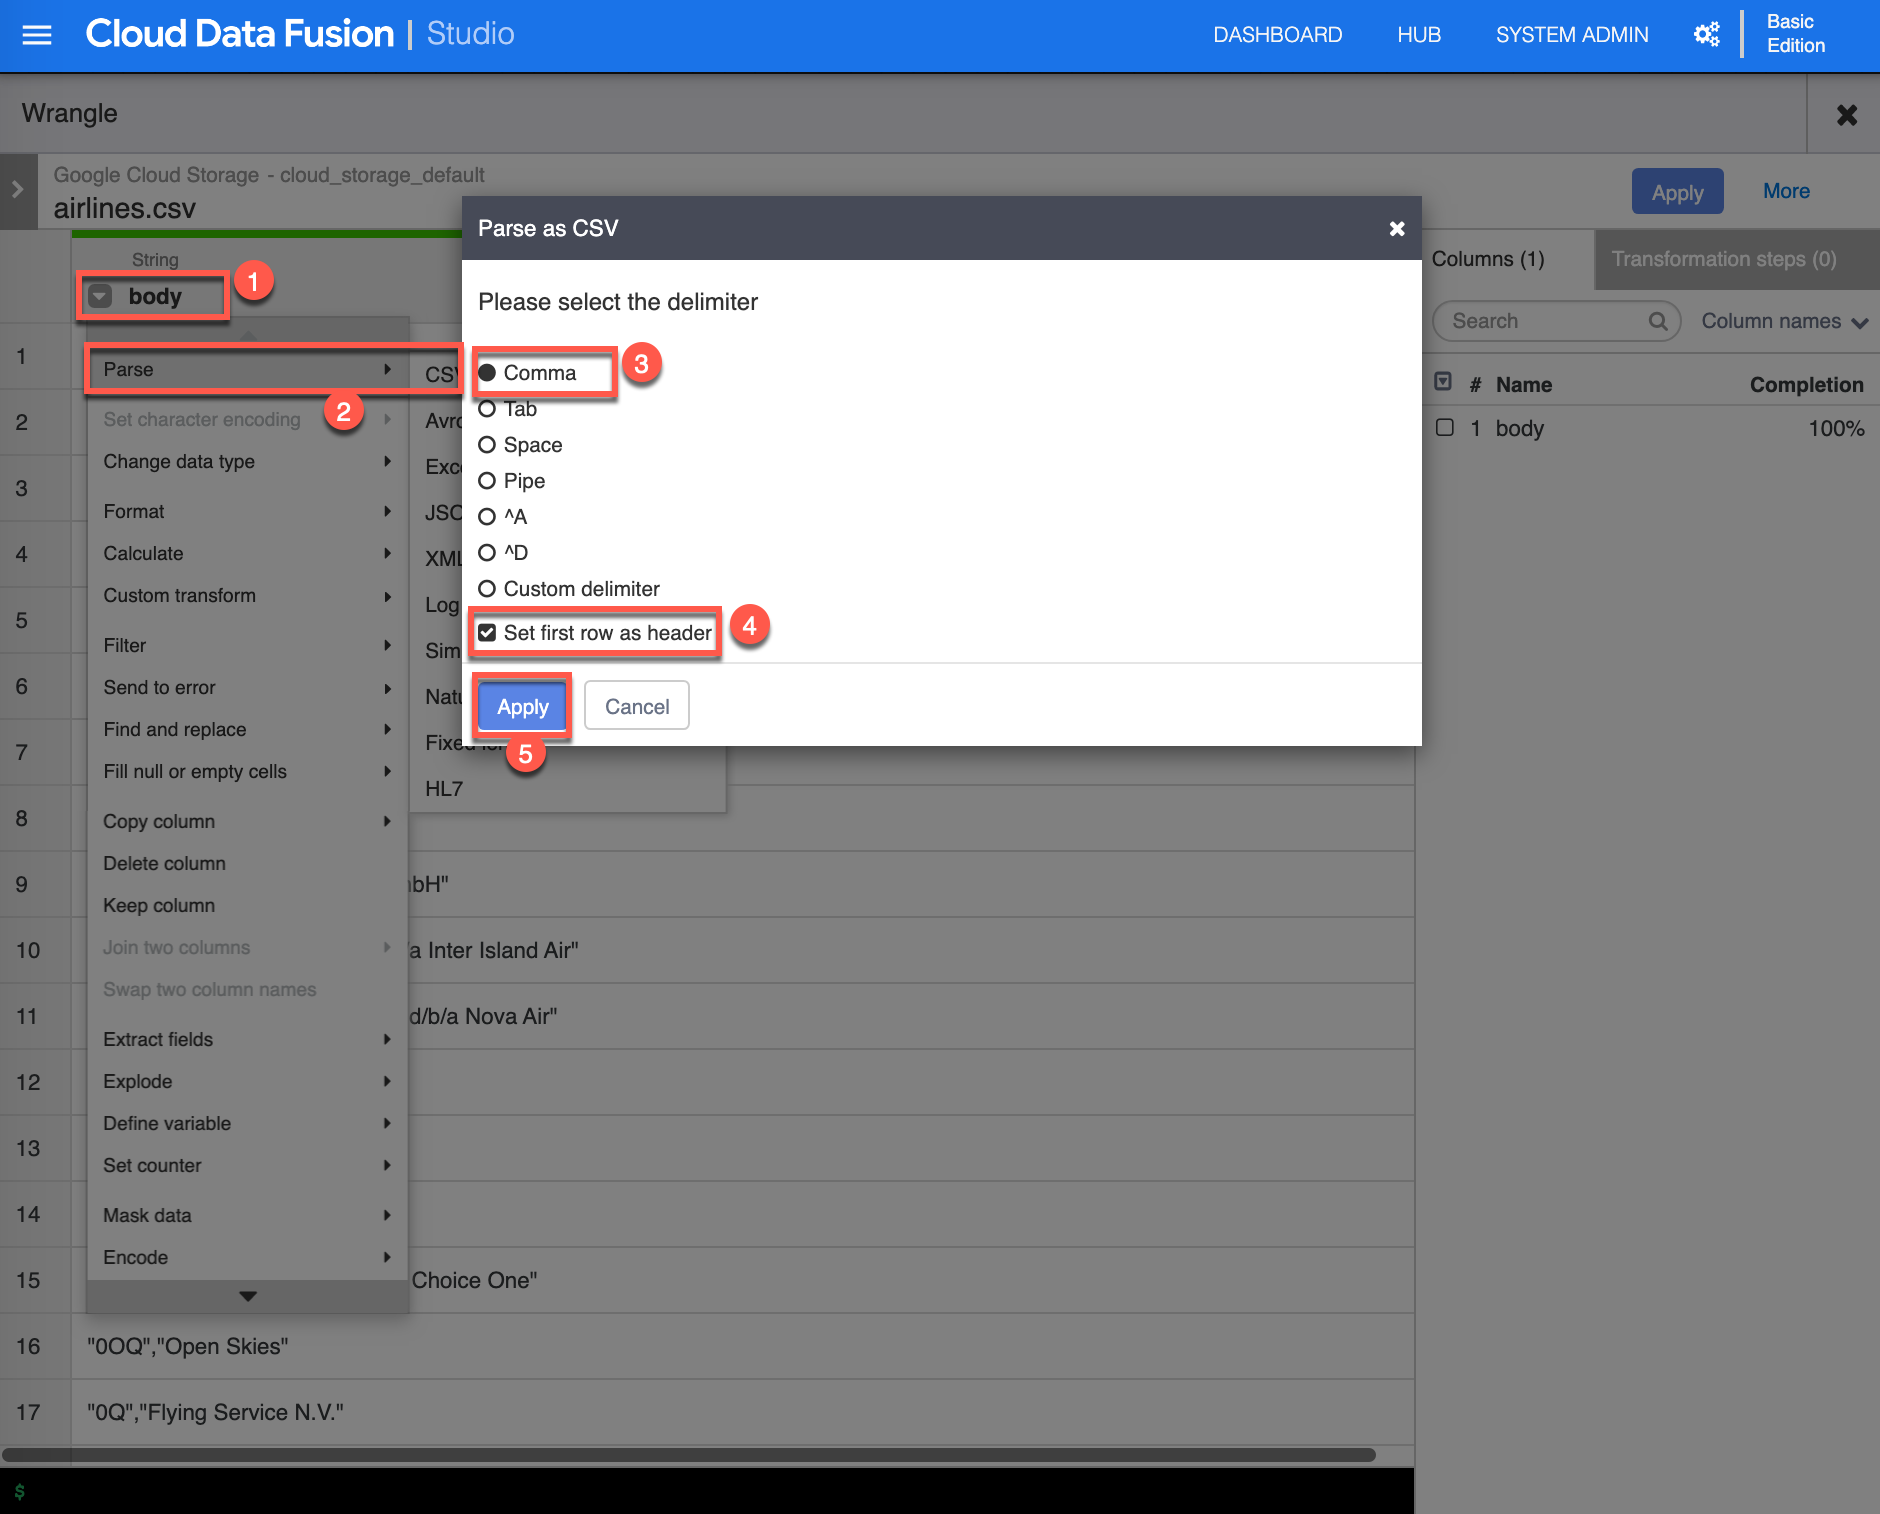 Cloud Data Fusion | Studio
DASHBOARD
HUB
SYSTEM ADMIN
Basic
Edition
Wrangle
Google Cloud Storage - cloud_storage_default
airlines.csv
Apply
More
String
body
1
Parse
2
Set character encoding
Change data type
Format
Calculate
Custom transform
Filter
Send to error
Find and replace
Fill null or empty cells
Copy column
Delete column
Keep column
Join two columns
Swap two column names
Extract fields
Explode
Define variable
Set counter
Mask data
Encode
CSV
Avro
Exc
JSO
XML
Log
Sim
Natu
Fixed
HL7
Parse as CSV
Please select the delimiter
Comma
3
Tab
Space
Pipe
^A
^D
Custom delimiter
Set first row as header
4
Apply
Cancel
5
Columns (1)
Transformation steps (0)
Search
Column names
# Name Completion
1 body 100%
1
2
3
4
5
6
7
8
9
bH"
10
a Inter Island Air"
11
d/b/a Nova Air"
12
13
14
15
Choice One"
16
"0OQ","Open Skies"
17
"0Q","Flying Service N.V."
$